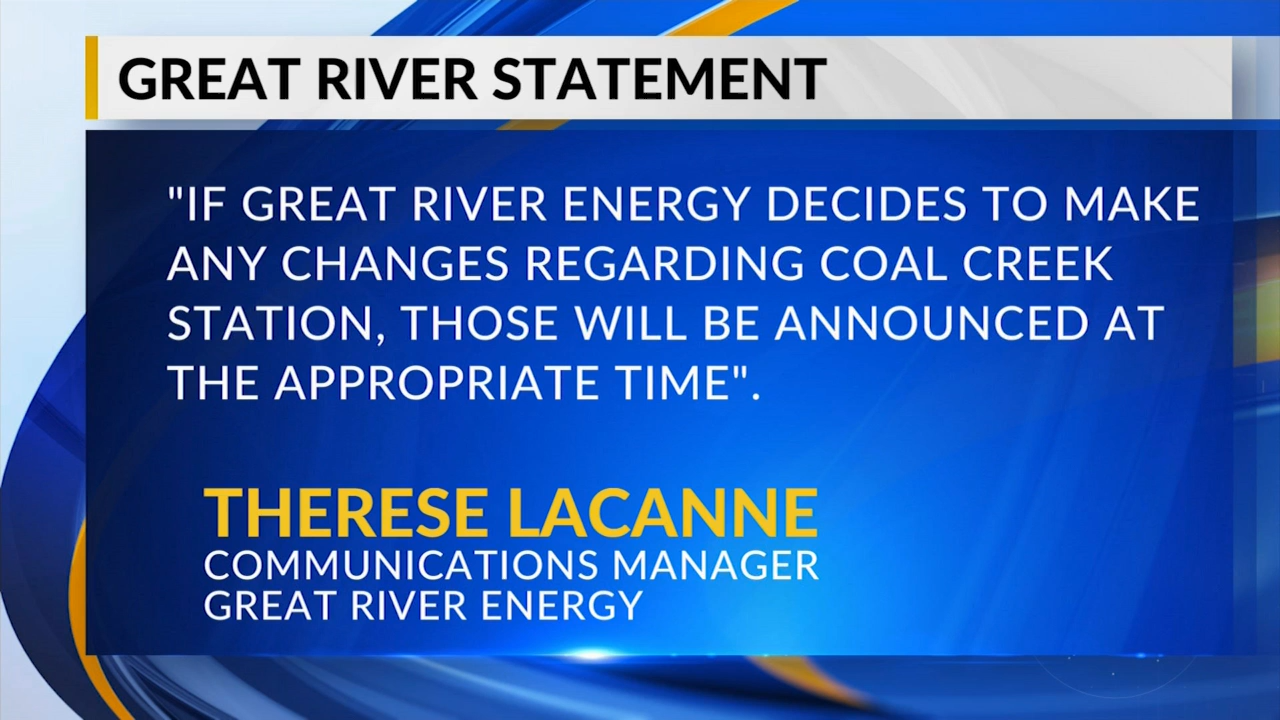 GREAT RIVER STATEMENT
"IF GREAT RIVER ENERGY DECIDES TO MAKE
ANY CHANGES REGARDING COAL CREEK
STATION, THOSE WILL BE ANNOUNCED AT
THE APPROPRIATE TIME".
THERESE LACANNE
COMMUNICATIONS MANAGER
GREAT RIVER ENERGY